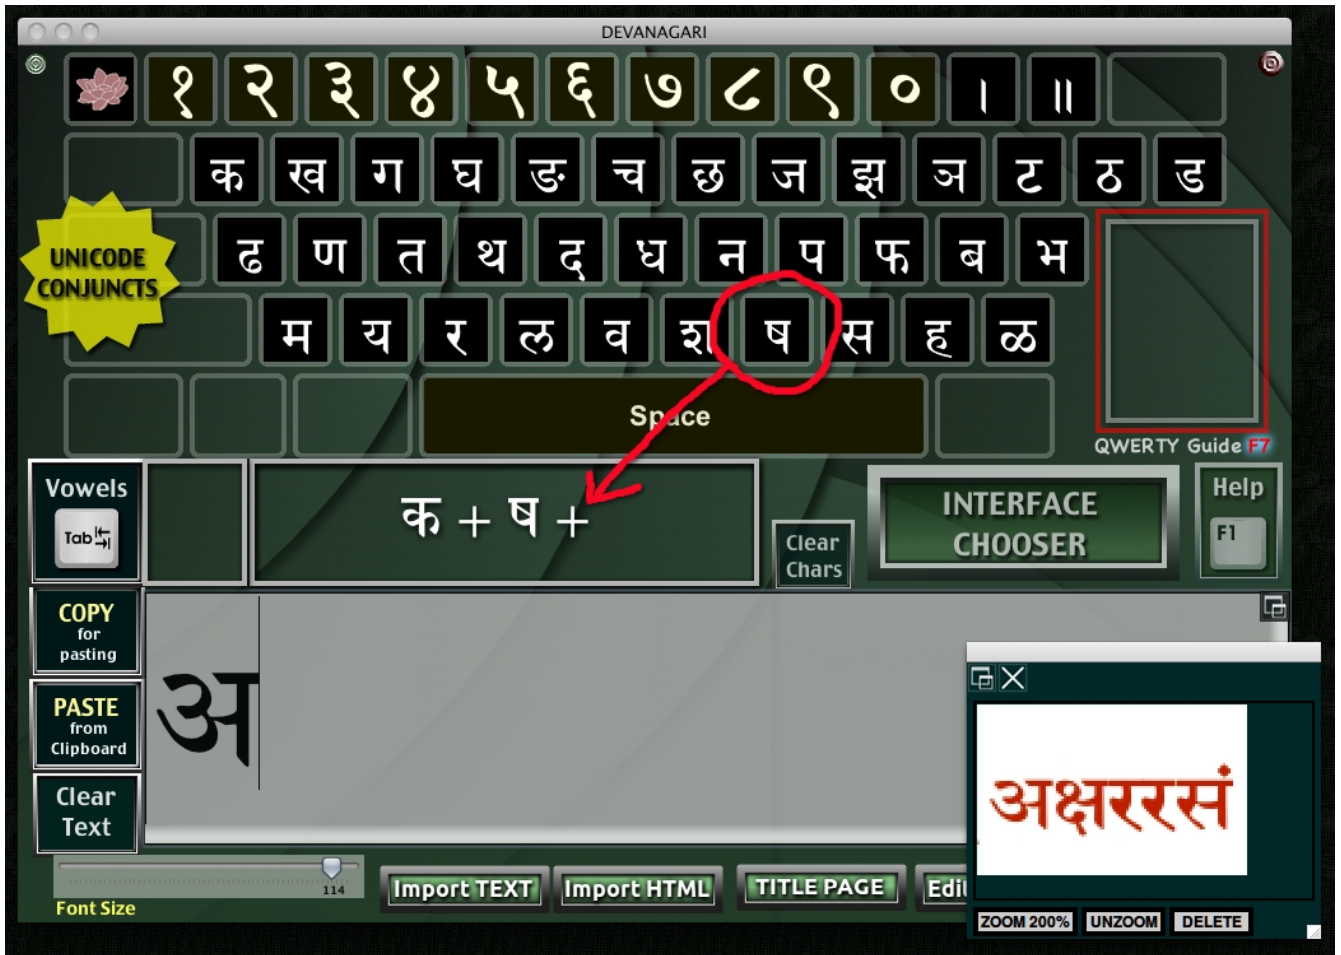 DEVANAGARI
१ २ ३ ४ ५ ६ ७ ८ ९ ० । ॥
क ख ग घ ङ च छ ज झ ञ ट ठ ड
UNICODE
CONJUNCTS
ढ ण त थ द ध न प फ ब भ
म य र ल व श ष स ह ळ
Space
QWERTY Guide F7
Vowels
Tab
क + ष +
Clear
Chars
INTERFACE
CHOOSER
Help
F1
COPY
for
pasting
PASTE
from
Clipboard
Clear
Text
अ
अक्षररसं
114
Font Size
Import TEXT
Import HTML
TITLE PAGE
Edi
ZOOM 200%
UNZOOM
DELETE